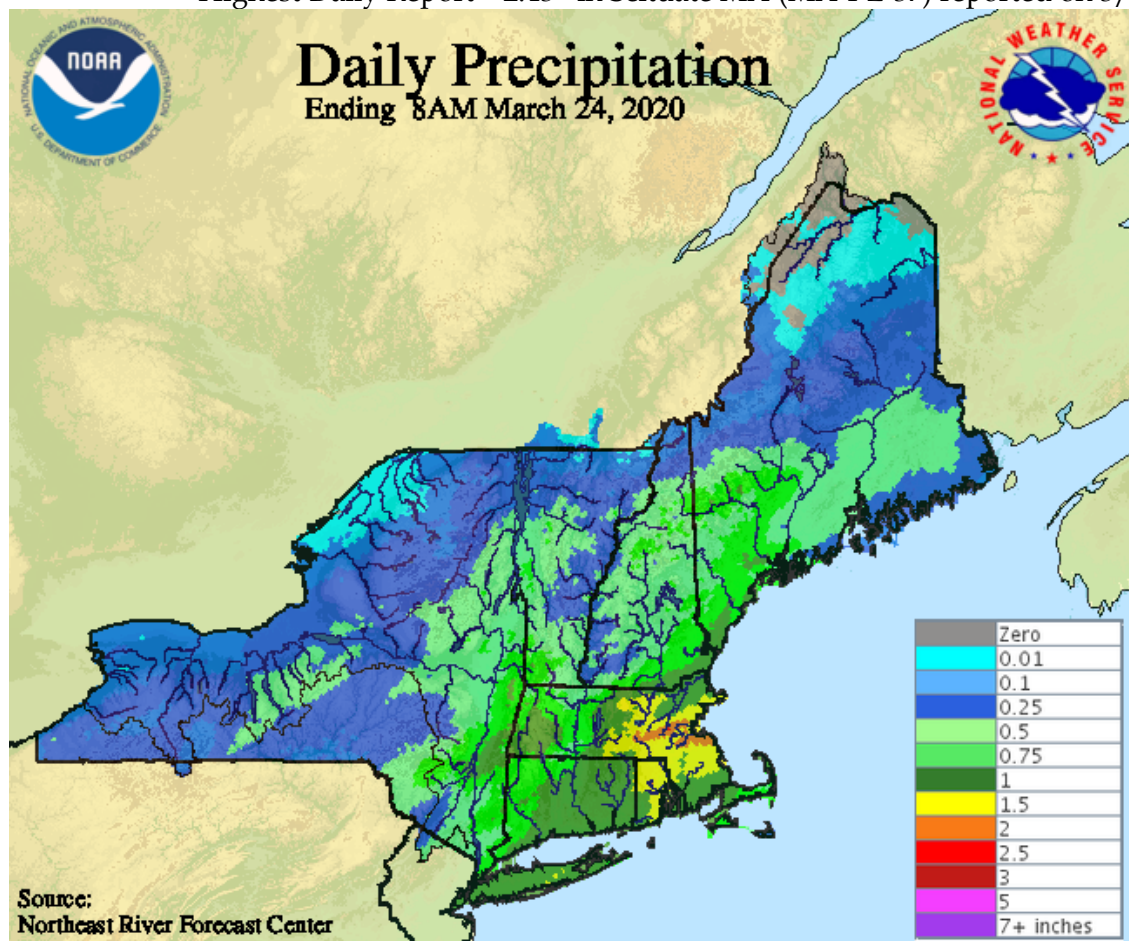 Daily Precipitation
Ending 8AM March 24, 2020
NATIONAL OCEANIC AND ATMOSPHERIC ADMINISTRATION
NOAA
U.S. DEPARTMENT OF COMMERCE
NATIONAL WEATHER SERVICE
Zero
0.01
0.1
0.25
0.5
0.75
1
1.5
2
2.5
3
5
7+ inches
Source:
Northeast River Forecast Center